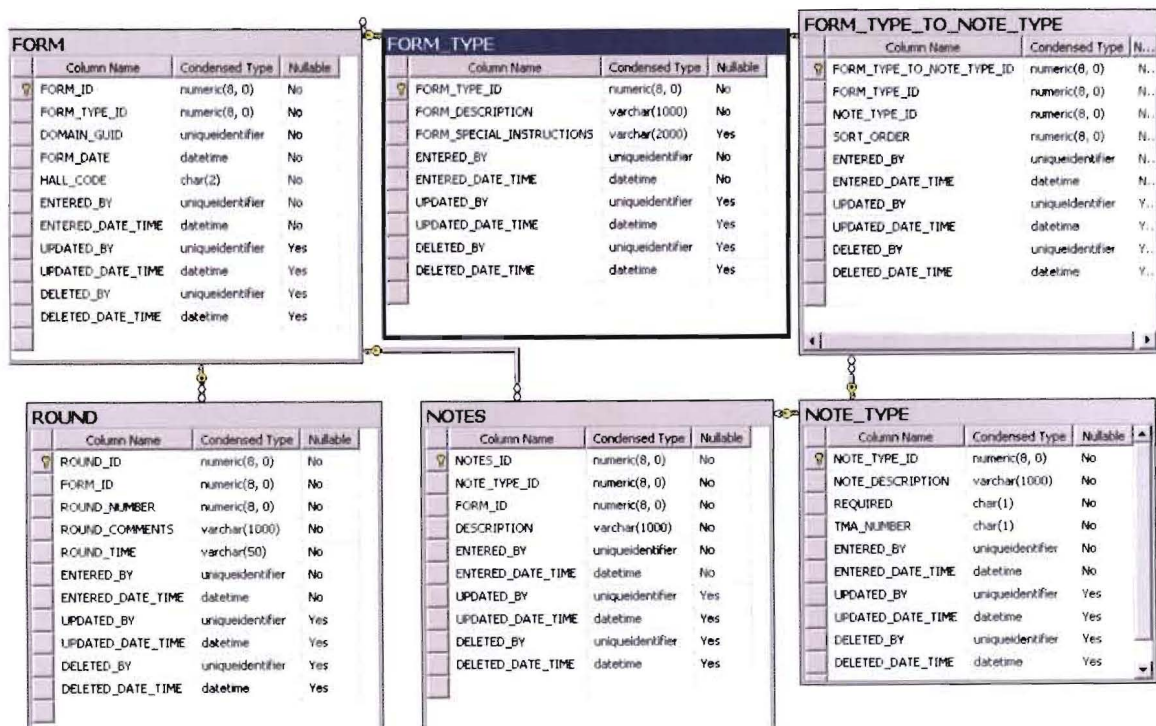 FORM
Column Name Condensed Type Nullable
FORM_ID numeric(8, 0) No
FORM_TYPE_ID numeric(8, 0) No
DOMAIN_GUID uniqueidentifier No
FORM_DATE datetime No
HALL_CODE char(2) No
ENTERED_BY uniqueidentifier No
ENTERED_DATE_TIME datetime No
UPDATED_BY uniqueidentifier Yes
UPDATED_DATE_TIME datetime Yes
DELETED_BY uniqueidentifier Yes
DELETED_DATE_TIME datetime Yes
FORM_TYPE
Column Name Condensed Type Nullable
FORM_TYPE_ID numeric(8, 0) No
FORM_DESCRIPTION varchar(1000) No
FORM_SPECIAL_INSTRUCTIONS varchar(2000) Yes
ENTERED_BY uniqueidentifier No
ENTERED_DATE_TIME datetime No
UPDATED_BY uniqueidentifier Yes
UPDATED_DATE_TIME datetime Yes
DELETED_BY uniqueidentifier Yes
DELETED_DATE_TIME datetime Yes
FORM_TYPE_TO_NOTE_TYPE
Column Name Condensed Type N...
FORM_TYPE_TO_NOTE_TYPE_ID numeric(8, 0) N...
FORM_TYPE_ID numeric(8, 0) N...
NOTE_TYPE_ID numeric(8, 0) N...
SORT_ORDER numeric(8, 0) N...
ENTERED_BY uniqueidentifier N...
ENTERED_DATE_TIME datetime N...
UPDATED_BY uniqueidentifier Y...
UPDATED_DATE_TIME datetime Y...
DELETED_BY uniqueidentifier Y...
DELETED_DATE_TIME datetime Y...
ROUND
Column Name Condensed Type Nullable
ROUND_ID numeric(8, 0) No
FORM_ID numeric(8, 0) No
ROUND_NUMBER numeric(8, 0) No
ROUND_COMMENTS varchar(1000) No
ROUND_TIME varchar(50) No
ENTERED_BY uniqueidentifier No
ENTERED_DATE_TIME datetime No
UPDATED_BY uniqueidentifier Yes
UPDATED_DATE_TIME datetime Yes
DELETED_BY uniqueidentifier Yes
DELETED_DATE_TIME datetime Yes
NOTES
Column Name Condensed Type Nullable
NOTES_ID numeric(8, 0) No
NOTE_TYPE_ID numeric(8, 0) No
FORM_ID numeric(8, 0) No
DESCRIPTION varchar(1000) No
ENTERED_BY uniqueidentifier No
ENTERED_DATE_TIME datetime No
UPDATED_BY uniqueidentifier Yes
UPDATED_DATE_TIME datetime Yes
DELETED_BY uniqueidentifier Yes
DELETED_DATE_TIME datetime Yes
NOTE_TYPE
Column Name Condensed Type Nullable
NOTE_TYPE_ID numeric(8, 0) No
NOTE_DESCRIPTION varchar(1000) No
REQUIRED char(1) No
TMA_NUMBER char(1) No
ENTERED_BY uniqueidentifier No
ENTERED_DATE_TIME datetime No
UPDATED_BY uniqueidentifier Yes
UPDATED_DATE_TIME datetime Yes
DELETED_BY uniqueidentifier Yes
DELETED_DATE_TIME datetime Yes